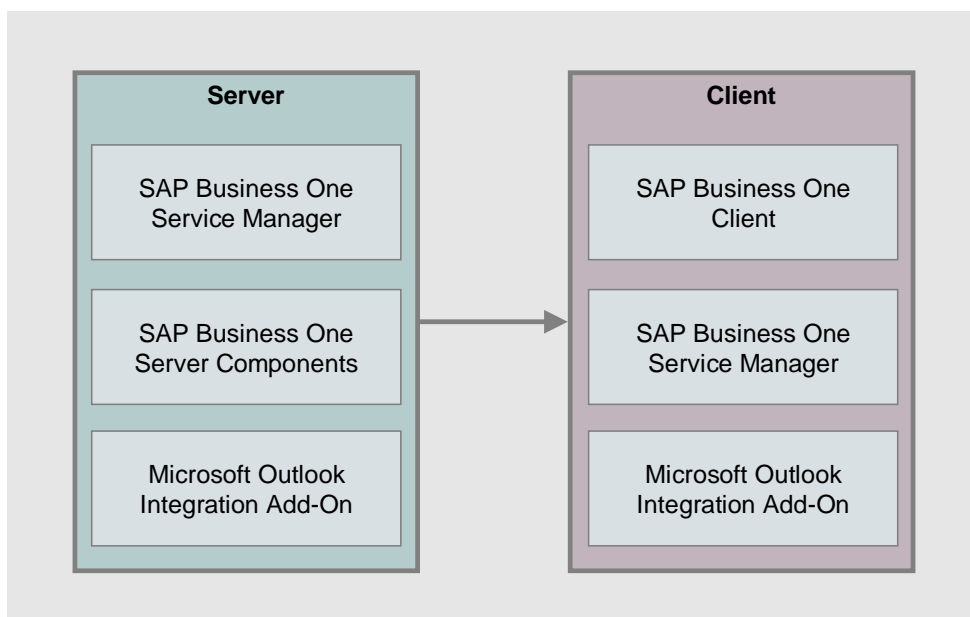 Server
SAP Business One
Service Manager
SAP Business One
Server Components
Microsoft Outlook
Integration Add-On
Client
SAP Business One
Client
SAP Business One
Service Manager
Microsoft Outlook
Integration Add-On